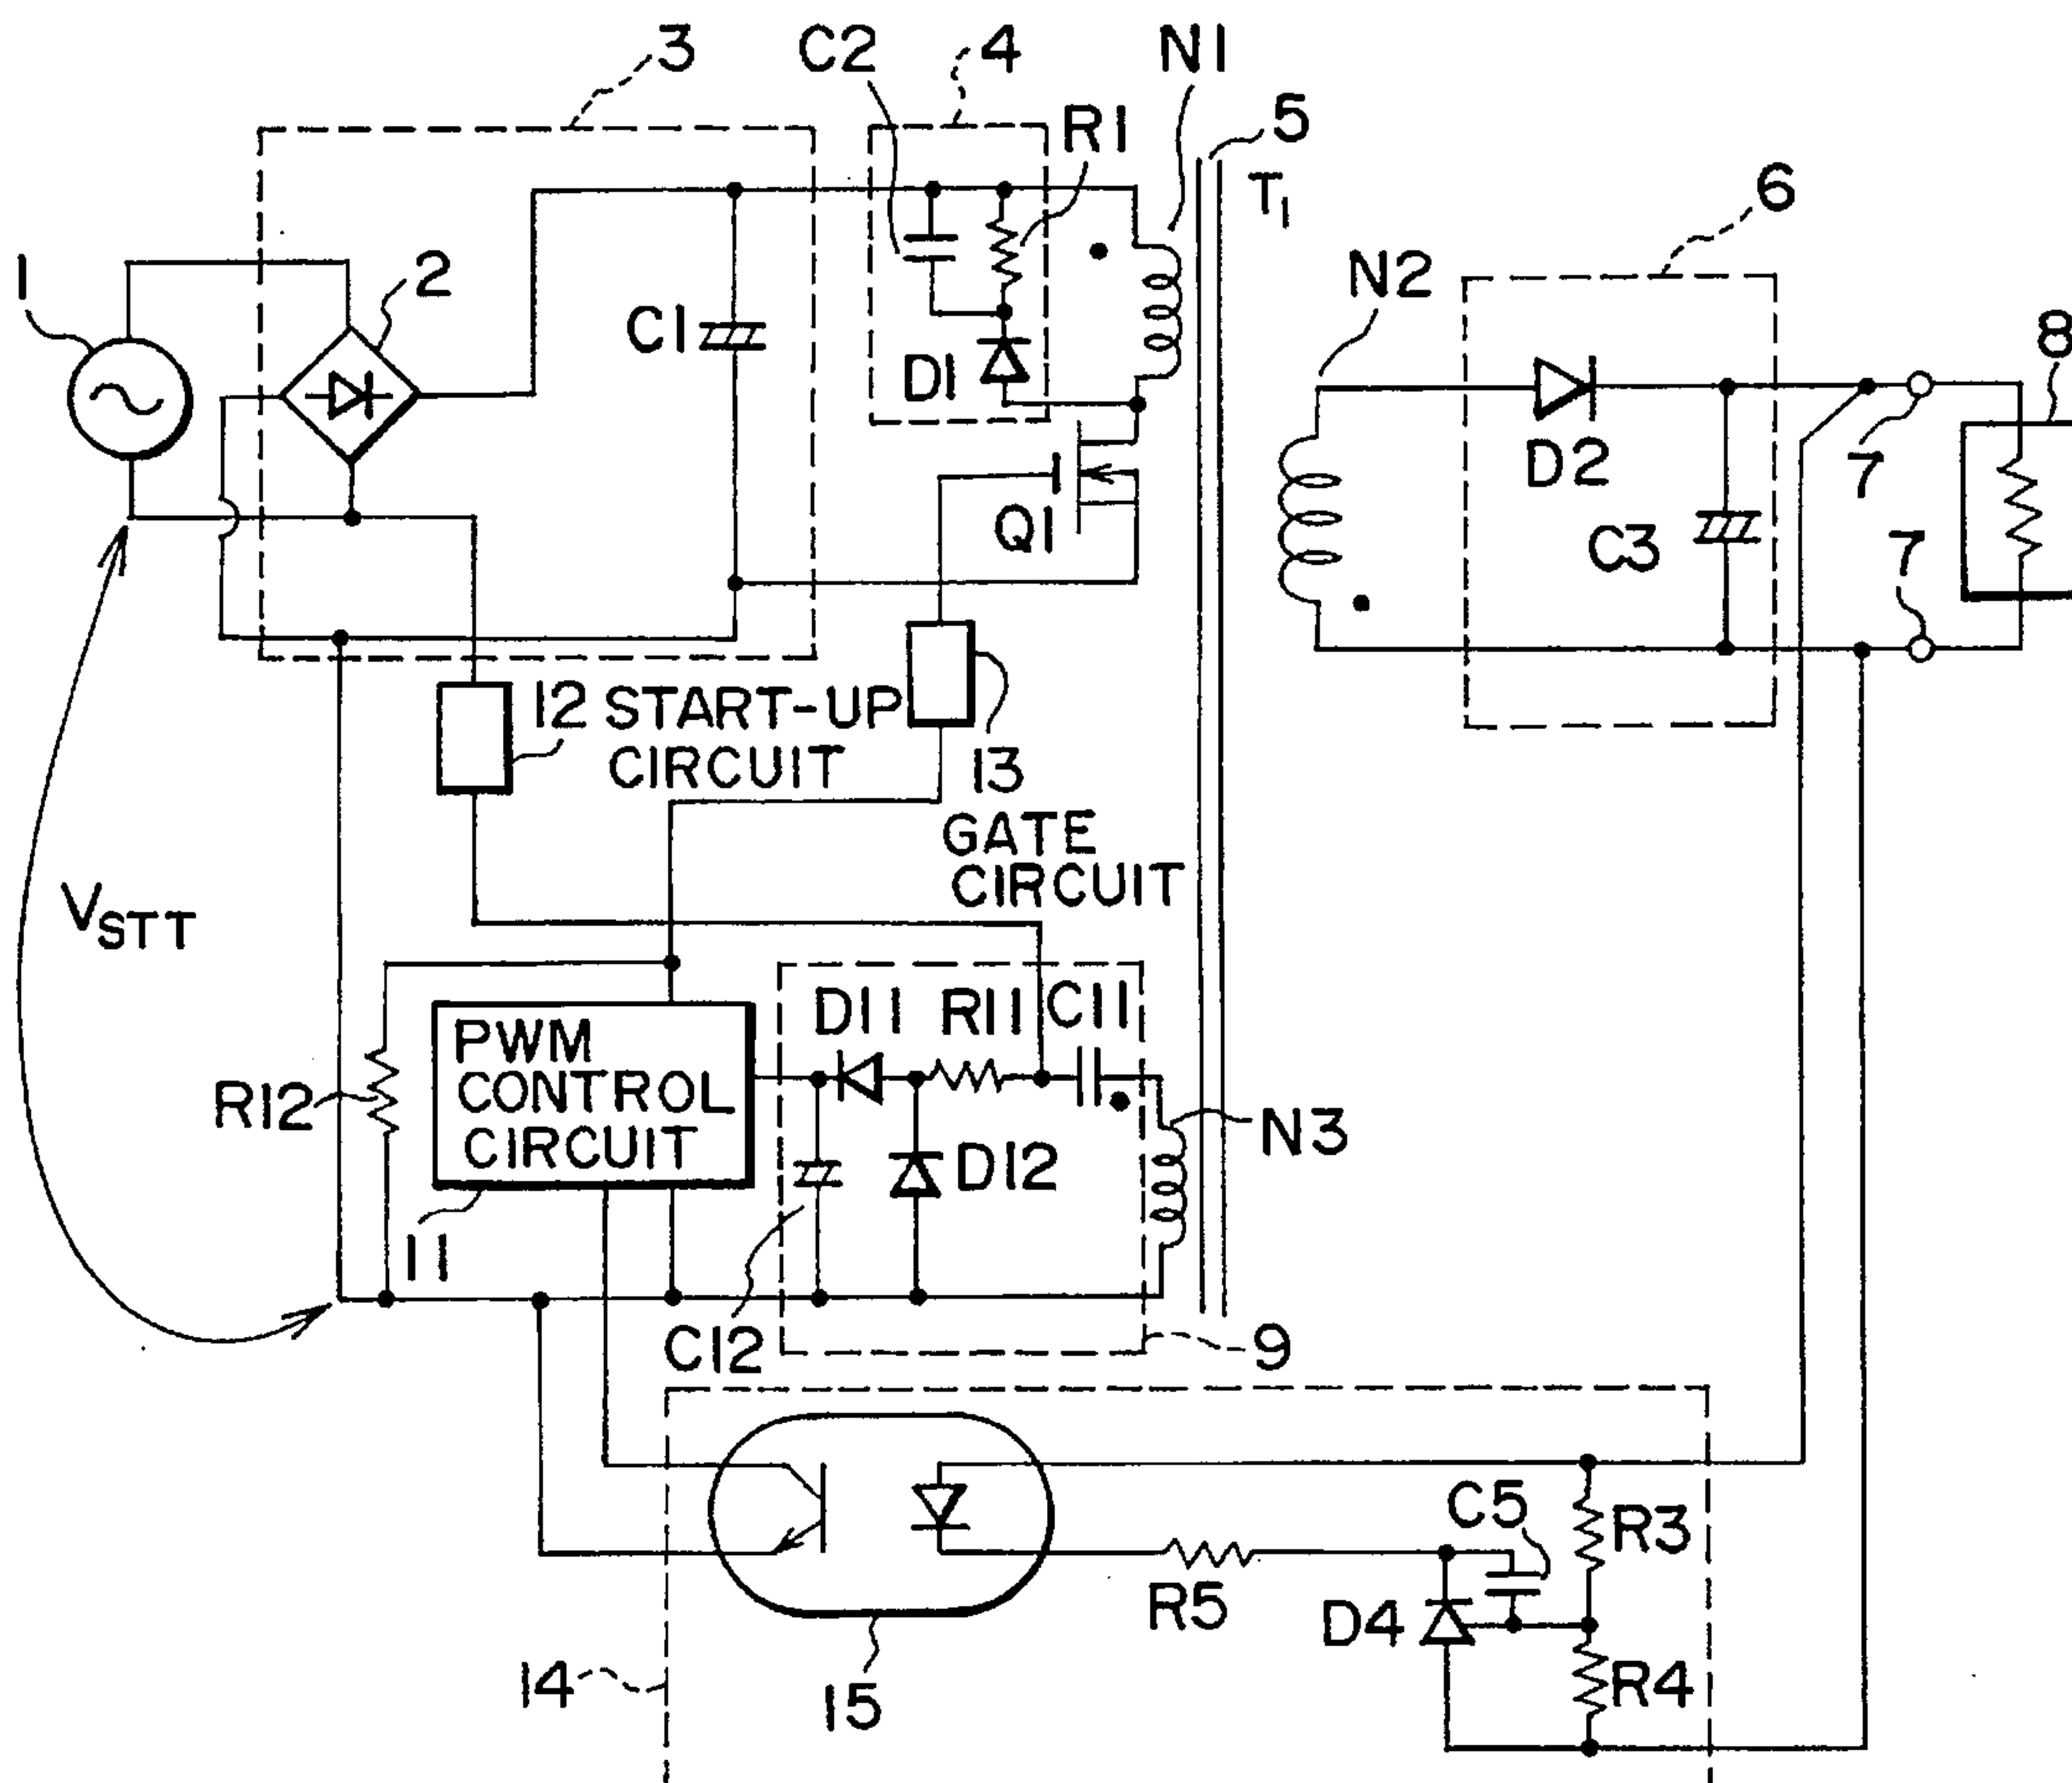 3
C2
4
N1
R1
5
T1
6
1
2
C1
D1
N2
8
D2
7
Q1
C3
7
12 START-UP
CIRCUIT
13
GATE
CIRCUIT
VSTT
D11
R11
C11
PWM
CONTROL
CIRCUIT
R12
D12
N3
11
C12
9
C5
R3
R5
D4
R4
14
15